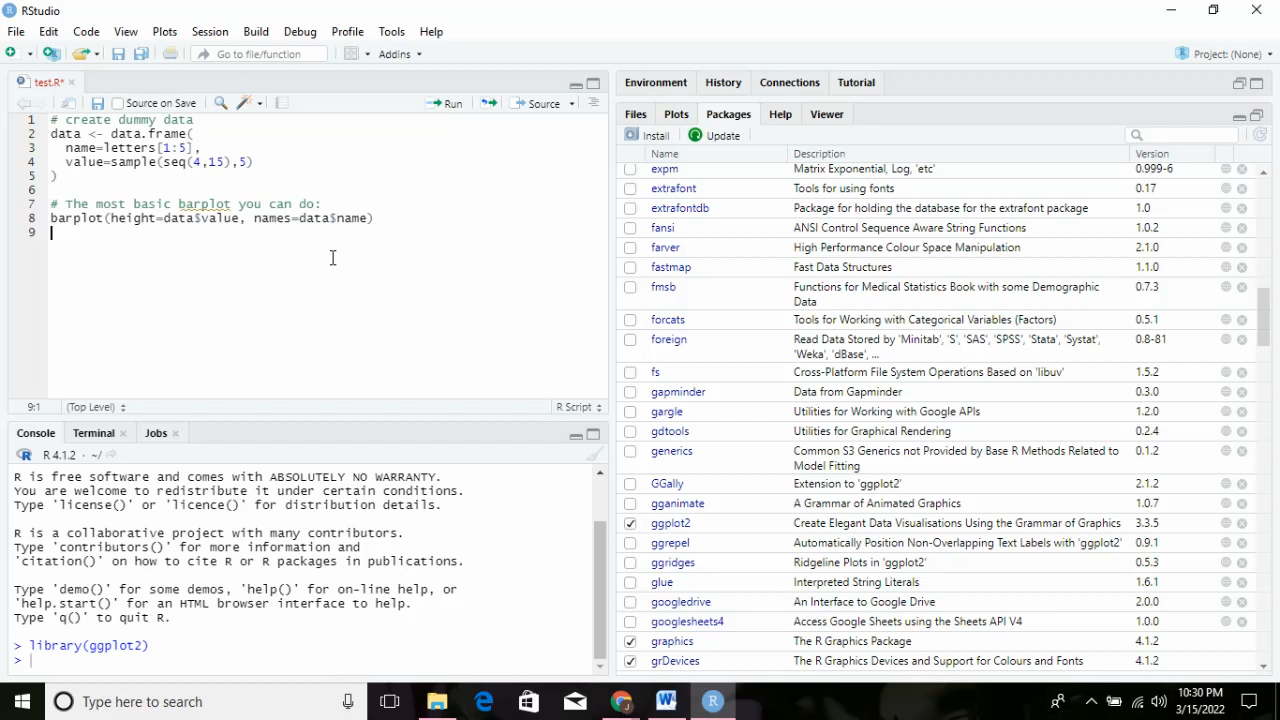 RStudio
File Edit Code View Plots Session Build Debug Profile Tools Help
Go to file/function Addins Project: (None)
test.R*
Source on Save Run Source
1 # create dummy data
2 data <- data.frame(
3 name=letters[1:5],
4 value=sample(seq(4,15),5)
5 )
6
7 # The most basic barplot you can do:
8 barplot(height=data$value, names=data$name)
9
9:1 (Top Level) R Script
Console Terminal Jobs
R 4.1.2 · ~/
R is free software and comes with ABSOLUTELY NO WARRANTY.
You are welcome to redistribute it under certain conditions.
Type 'license()' or 'licence()' for distribution details.
R is a collaborative project with many contributors.
Type 'contributors()' for more information and
'citation()' on how to cite R or R packages in publications.
Type 'demo()' for some demos, 'help()' for on-line help, or
'help.start()' for an HTML browser interface to help.
Type 'q()' to quit R.
> library(ggplot2)
>
Environment History Connections Tutorial
Files Plots Packages Help Viewer
Install Update
Name Description Version
expm Matrix Exponential, Log, 'etc' 0.999-6
extrafont Tools for using fonts 0.17
extrafontdb Package for holding the database for the extrafont package 1.0
fansi ANSI Control Sequence Aware String Functions 1.0.2
farver High Performance Colour Space Manipulation 2.1.0
fastmap Fast Data Structures 1.1.0
fmsb Functions for Medical Statistics Book with some Demographic 0.7.3
Data
forcats Tools for Working with Categorical Variables (Factors) 0.5.1
foreign Read Data Stored by 'Minitab', 'S', 'SAS', 'SPSS', 'Stata', 'Systat', 0.8-81
'Weka', 'dBase', ...
fs Cross-Platform File System Operations Based on 'libuv' 1.5.2
gapminder Data from Gapminder 0.3.0
gargle Utilities for Working with Google APIs 1.2.0
gdtools Utilities for Graphical Rendering 0.2.4
generics Common S3 Generics not Provided by Base R Methods Related to 0.1.2
Model Fitting
GGally Extension to 'ggplot2' 2.1.2
gganimate A Grammar of Animated Graphics 1.0.7
ggplot2 Create Elegant Data Visualisations Using the Grammar of Graphics 3.3.5
ggrepel Automatically Position Non-Overlapping Text Labels with 'ggplot2' 0.9.1
ggridges Ridgeline Plots in 'ggplot2' 0.5.3
glue Interpreted String Literals 1.6.1
googledrive An Interface to Google Drive 2.0.0
googlesheets4 Access Google Sheets using the Sheets API V4 1.0.0
graphics The R Graphics Package 4.1.2
grDevices The R Graphics Devices and Support for Colours and Fonts 4.1.2
Type here to search
10:30 PM
3/15/2022